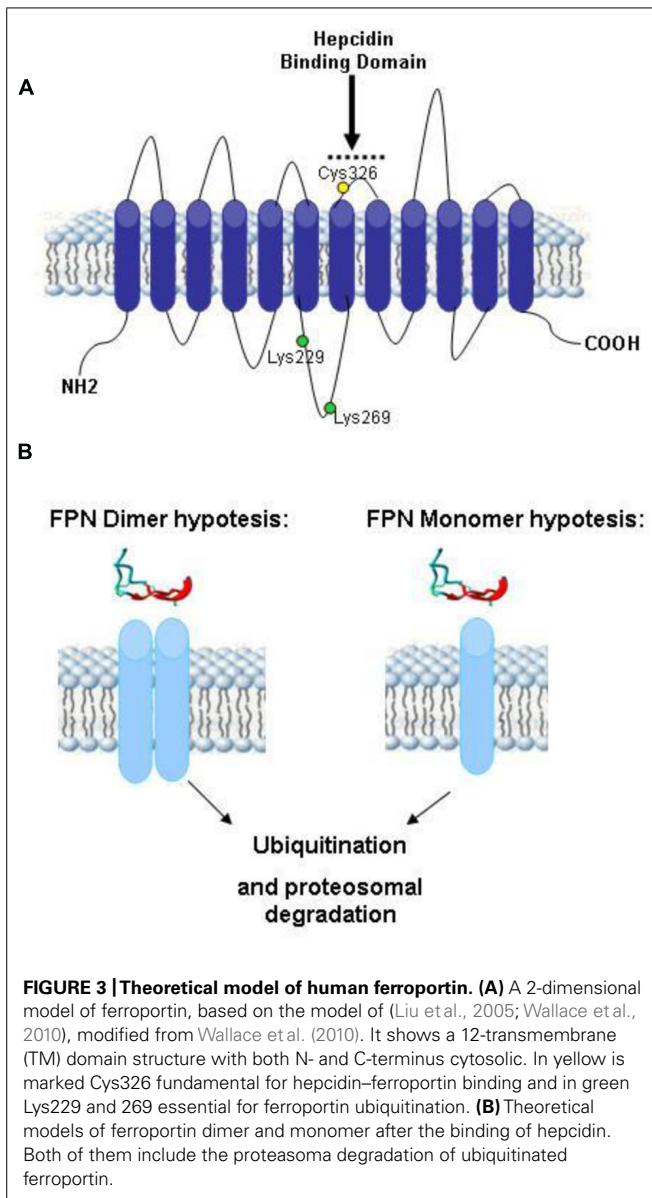 Hepcidin
Binding Domain
A
Cys326
Lys229
COOH
NH2
Lys269
B
FPN Dimer hypotesis:
FPN Monomer hypotesis:
Ubiquitination
and proteosomal
degradation
FIGURE 3 | Theoretical model of human ferroportin. (A) A 2-dimensional
model of ferroportin, based on the model of (Liu et al., 2005; Wallace et al.,
2010), modified from Wallace et al. (2010). It shows a 12-transmembrane
(TM) domain structure with both N- and C-terminus cytosolic. In yellow is
marked Cys326 fundamental for hepcidin–ferroportin binding and in green
Lys229 and 269 essential for ferroportin ubiquitination. (B) Theoretical
models of ferroportin dimer and monomer after the binding of hepcidin.
Both of them include the proteasoma degradation of ubiquitinated
ferroportin.